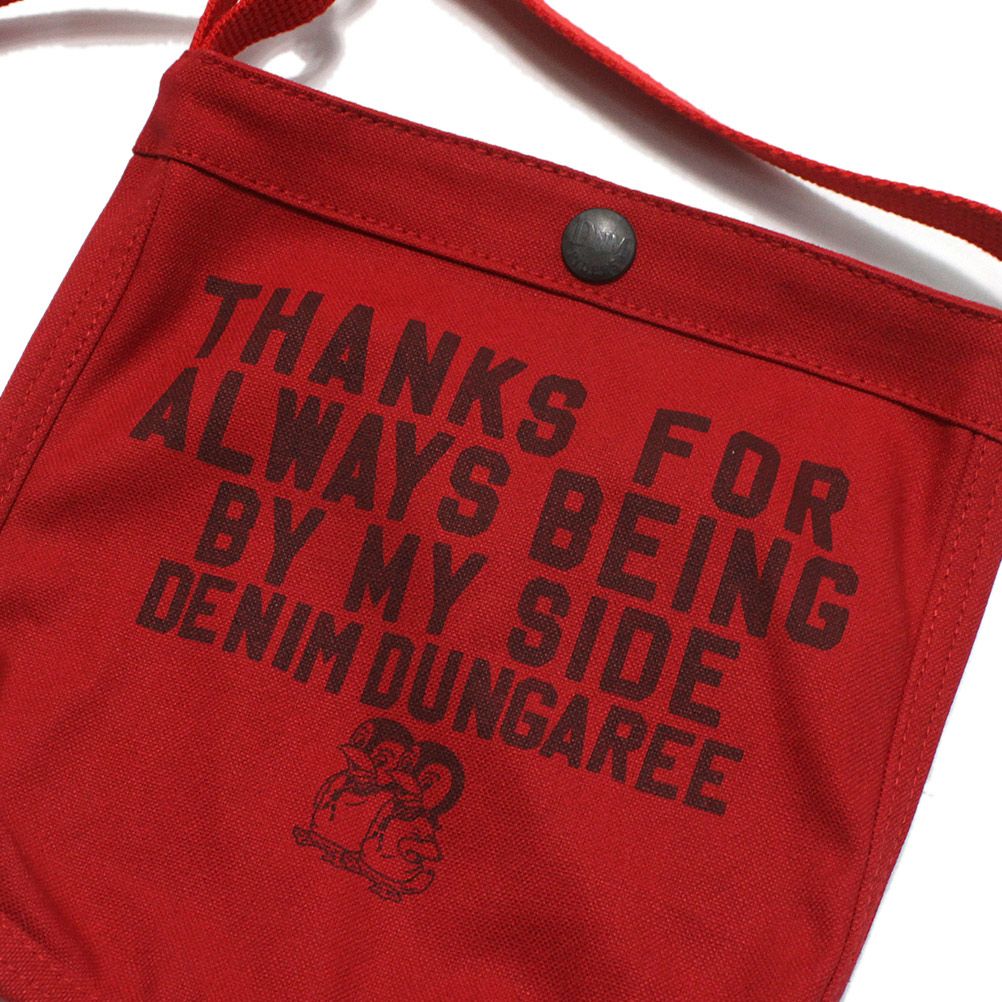 THANKS FOR
ALWAYS BEING
BY MY SIDE
DENIM DUNGAREE